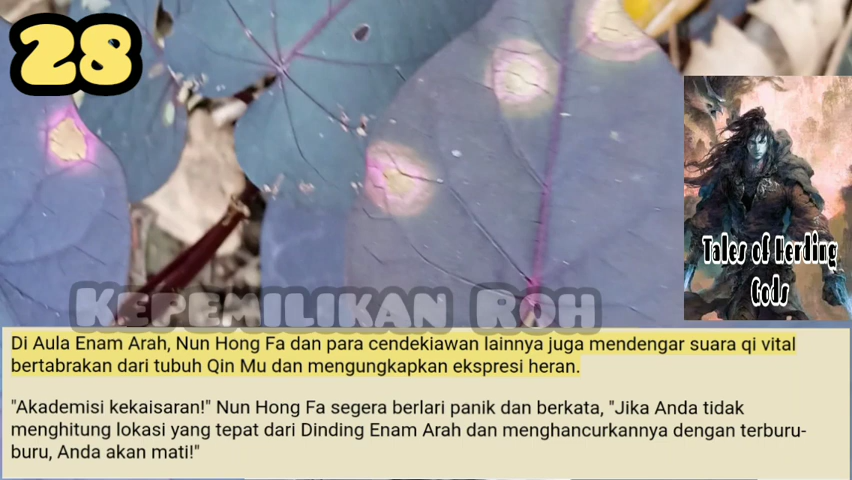 28
Tales of Herding
Gods
Kepemilikan Roh
Di Aula Enam Arah, Nun Hong Fa dan para cendekiawan lainnya juga mendengar suara qi vital
bertabrakan dari tubuh Qin Mu dan mengungkapkan ekspresi heran.
"Akademisi kekaisaran!" Nun Hong Fa segera berlari panik dan berkata, "Jika Anda tidak
menghitung lokasi yang tepat dari Dinding Enam Arah dan menghancurkannya dengan terburu-
buru, Anda akan mati!"